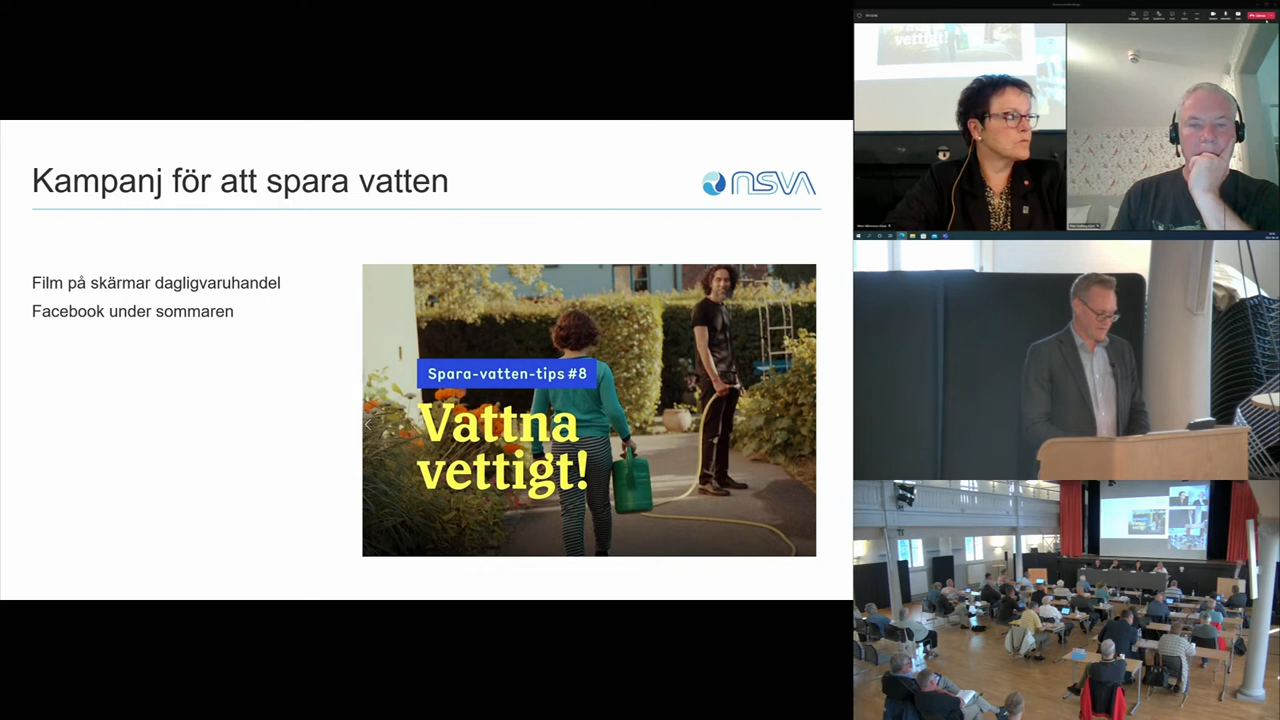 Kampanj för att spara vatten
NSVA
Film på skärmar dagligvaruhandel
Facebook under sommaren
Spara-vatten-tips #8
Vattna
vettigt!
vettigt!